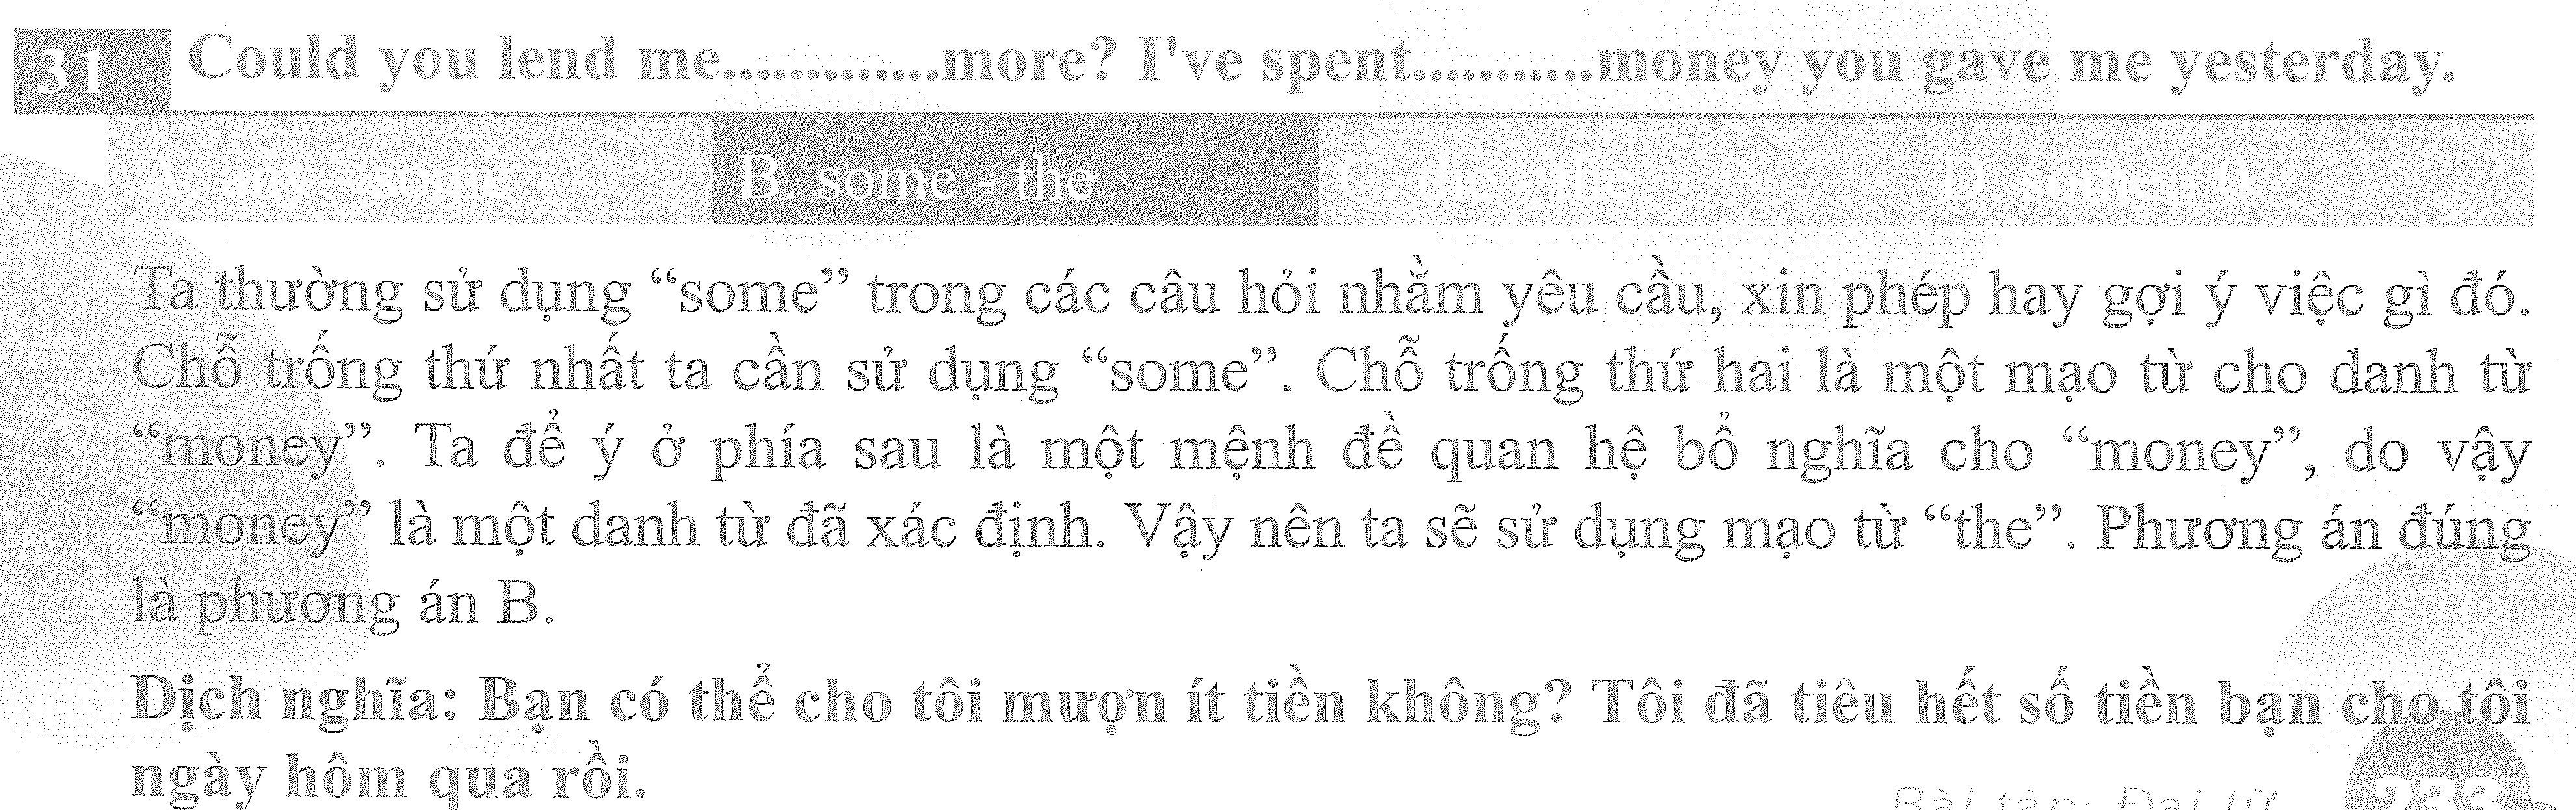 31 Could you lend me.............more? I've spent...........money you gave me yesterday.
A. any - some B. some - the C. the - the D. some - 0
Ta thường sử dụng “some” trong các câu hỏi nhằm yêu cầu, xin phép hay gợi ý việc gì đó.
Chỗ trống thứ nhất ta cần sử dụng “some”. Chỗ trống thứ hai là một mạo từ cho danh từ
“money”. Ta để ý ở phía sau là một mệnh đề quan hệ bổ nghĩa cho “money”, do vậy
“money” là một danh từ đã xác định. Vậy nên ta sẽ sử dụng mạo từ “the”. Phương án đúng
là phương án B.
Dịch nghĩa: Bạn có thể cho tôi mượn ít tiền không? Tôi đã tiêu hết số tiền bạn cho tôi
ngày hôm qua rồi.
Bài tập: Đại từ 233